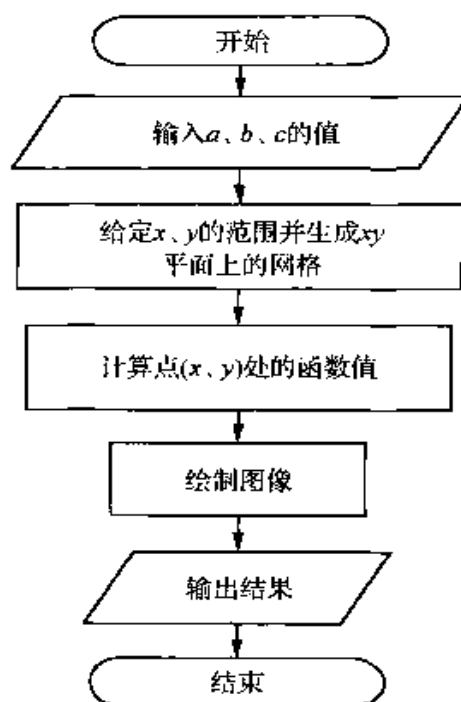 开始
输入a、b、c的值
给定x、y的范围并生成xy
平面上的网格
计算点(x、y)处的函数值
绘制图像
输出结果
结束